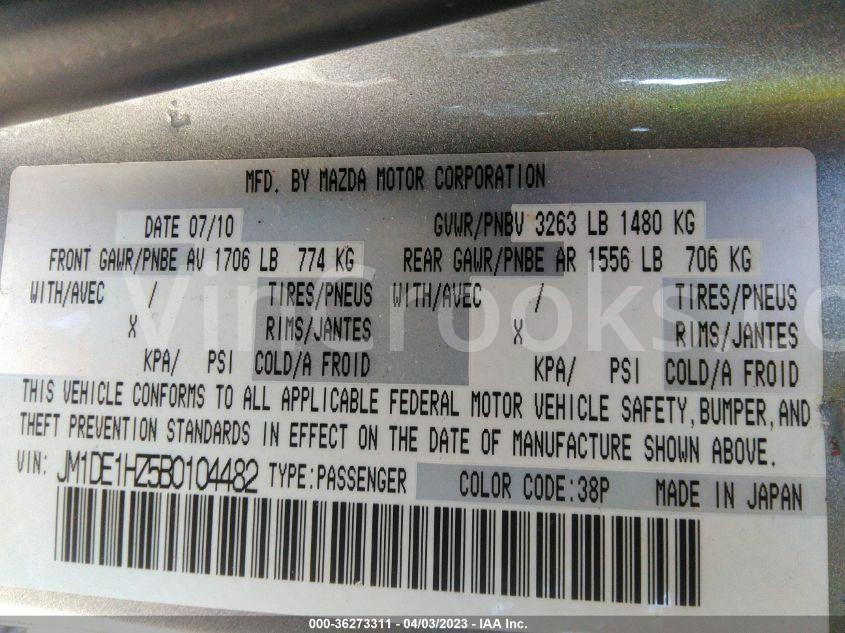 MFD. BY MAZDA MOTOR CORPORATION
DATE 07/10 GVWR/PNBV 3263 LB 1480 KG
FRONT GAWR/PNBE AV 1706 LB 774 KG REAR GAWR/PNBE AR 1556 LB 706 KG
WITH/AVEC / TIRES/PNEUS WITH/AVEC / TIRES/PNEUS
X RIMS/JANTES X RIMS/JANTES
KPA/ PSI COLD/A FROID KPA/ PSI COLD/A FROID
THIS VEHICLE CONFORMS TO ALL APPLICABLE FEDERAL MOTOR VEHICLE SAFETY, BUMPER, AND
THEFT PREVENTION STANDARDS IN EFFECT ON THE DATE OF MANUFACTURE SHOWN ABOVE.
VIN: JM1DE1HZ5B0104482 TYPE:PASSENGER COLOR CODE:38P MADE IN JAPAN
VinCrooks.co
000-36273311 - 04/03/2023 - IAA Inc.